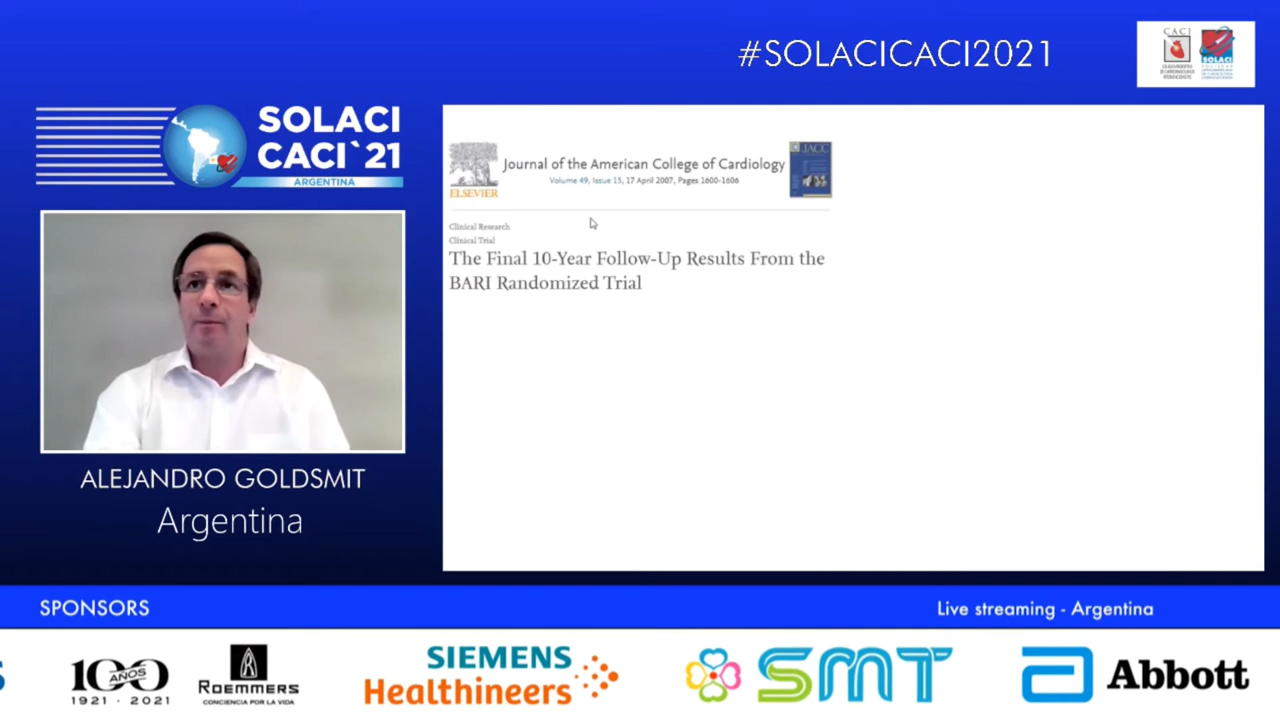 #SOLACICACI2021
CACI
SOLACI
SOLACI
CACI`21
ARGENTINA
ELSEVIER
Journal of the American College of Cardiology
Volume 49, Issue 15, 17 April 2007, Pages 1600-1606
JACC
Clinical Research
Clinical Trial
The Final 10-Year Follow-Up Results From the
BARI Randomized Trial
ALEJANDRO GOLDSMIT
Argentina
SPONSORS
Live streaming - Argentina
100
AÑOS
1921 - 2021
ROEMMERS
CONCIENCIA POR LA VIDA
SIEMENS
Healthineers
SMT
Abbott